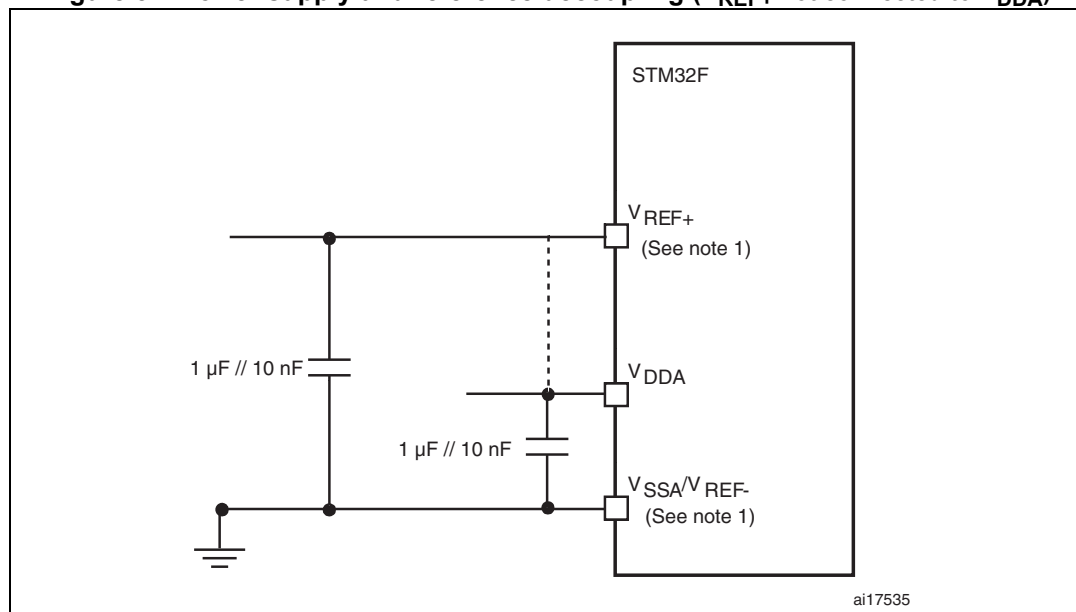 STM32F
VREF+
(See note 1)
1 µF // 10 nF
VDDA
1 µF // 10 nF
VSSA/VREF-
(See note 1)
ai17535